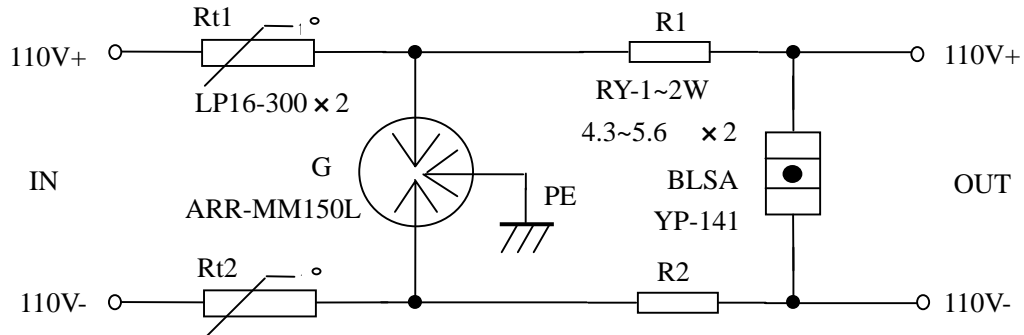 Rt1
R1
110V+
110V+
LP16-300×2
RY-1~2W
4.3~5.6 ×2
IN
G
BLSA
OUT
ARR-MM150L
PE
YP-141
Rt2
R2
110V-
110V-